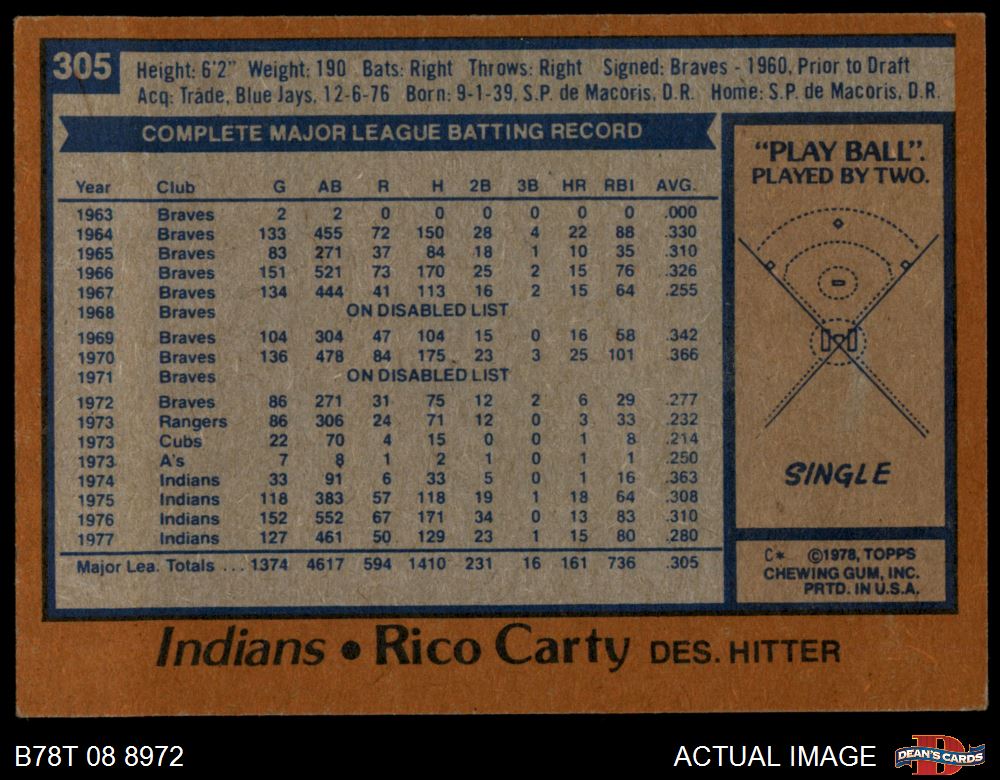 305
Height: 6'2" Weight: 190 Bats: Right Throws: Right Signed: Braves - 1960, Prior to Draft
Acq: Trade, Blue Jays, 12-6-76 Born: 9-1-39, S.P. de Macoris, D.R. Home: S.P. de Macoris, D.R.
COMPLETE MAJOR LEAGUE BATTING RECORD
Year Club G AB R H 2B 3B HR RBI AVG.
1963 Braves 2 2 0 0 0 0 0 0 .000
1964 Braves 133 455 72 150 28 4 22 88 .330
1965 Braves 83 271 37 84 18 1 10 35 .310
1966 Braves 151 521 73 170 25 2 15 76 .326
1967 Braves 134 444 41 113 16 2 15 64 .255
1968 Braves ON DISABLED LIST
1969 Braves 104 304 47 104 15 0 16 58 .342
1970 Braves 136 478 84 175 23 3 25 101 .366
1971 Braves ON DISABLED LIST
1972 Braves 86 271 31 75 12 2 6 29 .277
1973 Rangers 86 306 24 71 12 0 3 33 .232
1973 Cubs 22 70 4 15 0 0 1 8 .214
1973 A's 7 8 1 2 1 0 1 1 .250
1974 Indians 33 91 6 33 5 0 1 16 .363
1975 Indians 118 383 57 118 19 1 18 64 .308
1976 Indians 152 552 67 171 34 0 13 83 .310
1977 Indians 127 461 50 129 23 1 15 80 .280
Major Lea. Totals ... 1374 4617 594 1410 231 16 161 736 .305
"PLAY BALL".
PLAYED BY TWO.
SINGLE
C* ©1978, TOPPS
CHEWING GUM, INC.
PRTD. IN U.S.A.
Indians • Rico Carty DES. HITTER
B78T 08 8972
ACTUAL IMAGE
D
DEAN'S CARDS